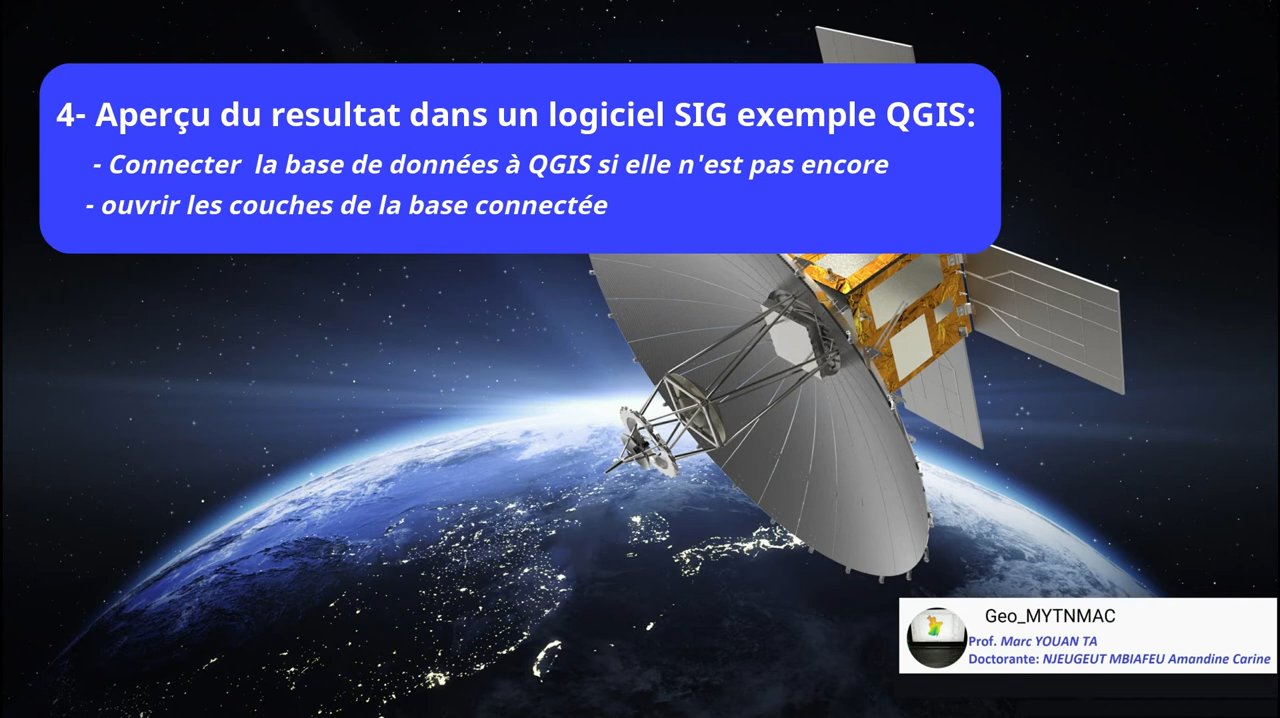 4- Aperçu du resultat dans un logiciel SIG exemple QGIS:
- Connecter la base de données à QGIS si elle n'est pas encore
- ouvrir les couches de la base connectée
Geo_MYTNMAC
Prof. Marc YOUAN TA
Doctorante: NJEUGEUT MBIAFEU Amandine Carine